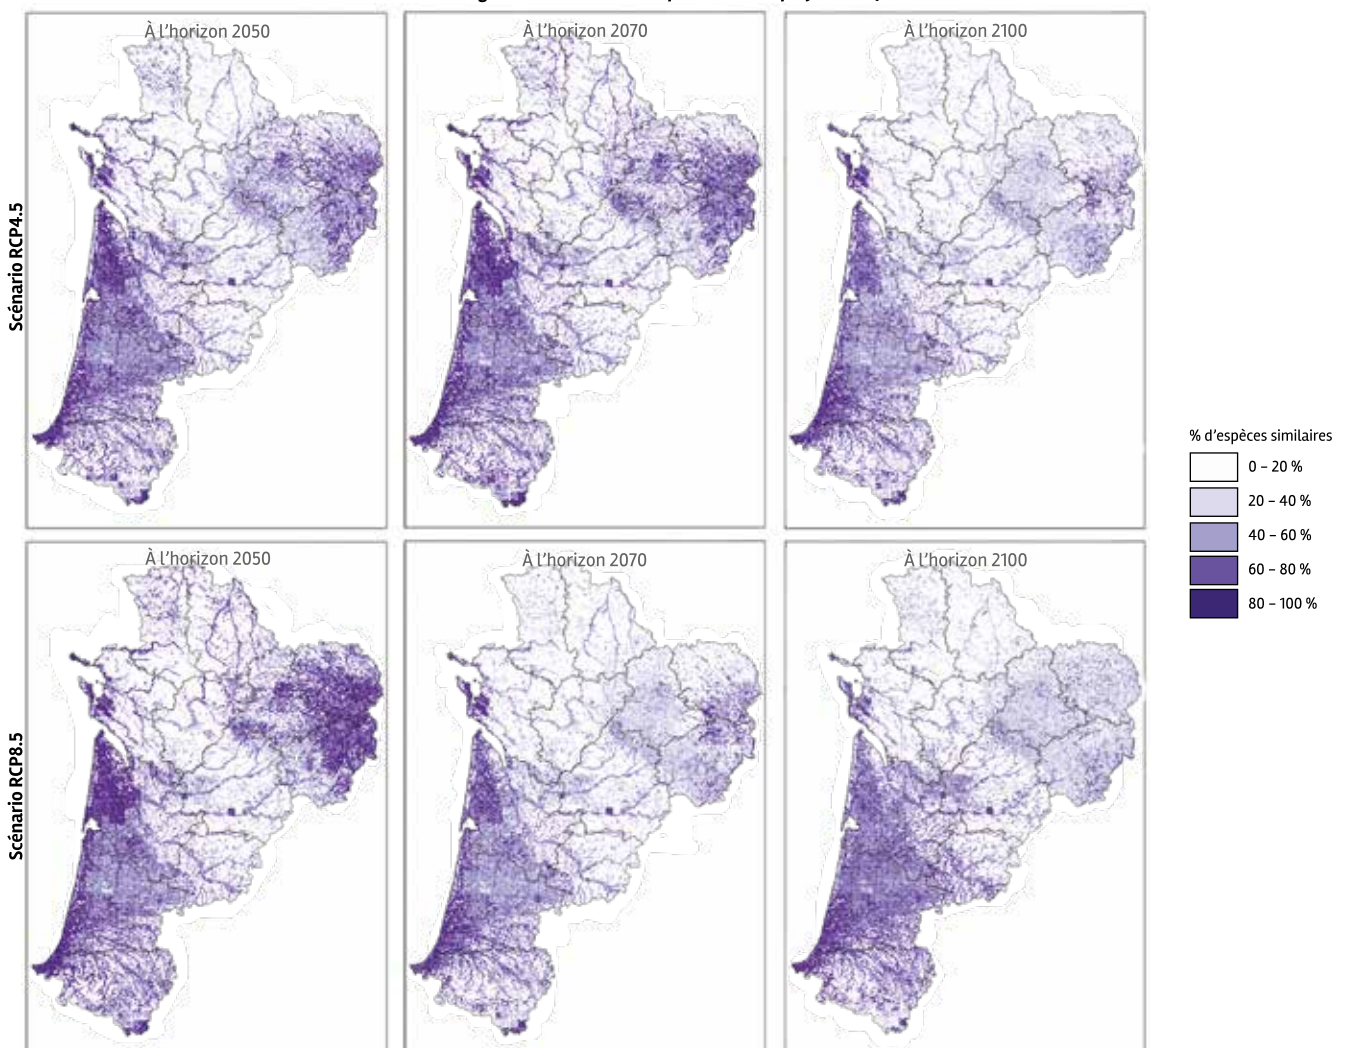 À l'horizon 2050
À l'horizon 2070
À l'horizon 2100
Scénario RCP4.5
% d'espèces similaires
0 – 20 %
20 – 40 %
40 – 60 %
60 – 80 %
80 – 100 %
À l'horizon 2050
À l'horizon 2070
À l'horizon 2100
Scénario RCP8.5